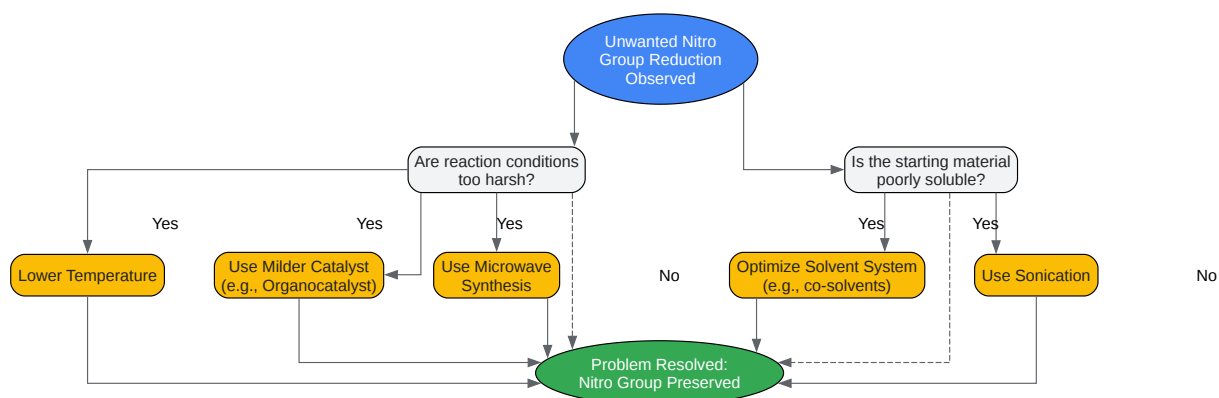 Unwanted Nitro
Group Reduction
Observed
Are reaction conditions
too harsh?
Is the starting material
poorly soluble?
Yes
Yes
Yes
Yes
Yes
Lower Temperature
Use Milder Catalyst
(e.g., Organocatalyst)
Use Microwave
Synthesis
No
Optimize Solvent System
(e.g., co-solvents)
Use Sonication
No
Problem Resolved:
Nitro Group Preserved